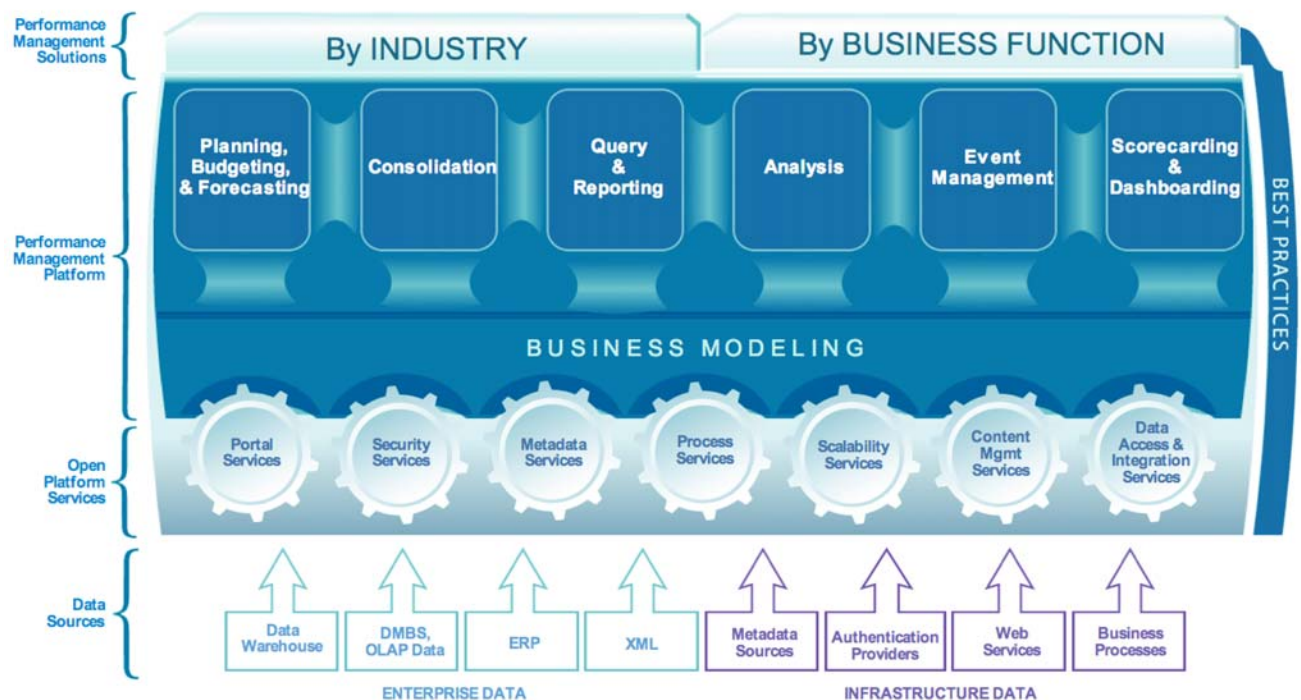 Performance
Management
Solutions
By INDUSTRY
By BUSINESS FUNCTION
Performance
Management
Platform
Planning,
Budgeting,
& Forecasting
Consolidation
Query
&
Reporting
Analysis
Event
Management
Scorecarding
&
Dashboarding
BUSINESS MODELING
BEST PRACTICES
Open
Platform
Services
Portal
Services
Security
Services
Metadata
Services
Process
Services
Scalability
Services
Content
Mgmt
Services
Data
Access &
Integration
Services
Data
Sources
Data
Warehouse
DMBS,
OLAP Data
ERP
XML
Metadata
Sources
Authentication
Providers
Web
Services
Business
Processes
ENTERPRISE DATA
INFRASTRUCTURE DATA